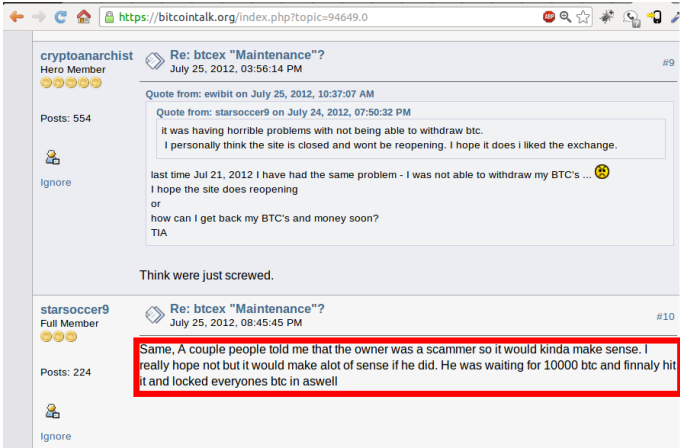 https://bitcointalk.org/index.php?topic=94649.0
ABP
cryptoanarchist
Hero Member
Posts: 554
Ignore
Re: btcex "Maintenance"?
July 25, 2012, 03:56:14 PM
#9
Quote from: ewibit on July 25, 2012, 10:37:07 AM
Quote from: starsoccer9 on July 24, 2012, 07:50:32 PM
it was having horrible problems with not being able to withdraw btc.
I personally think the site is closed and wont be reopening. I hope it does i liked the exchange.
last time Jul 21, 2012 I have had the same problem - I was not able to withdraw my BTC's ...
I hope the site does reopening
or
how can I get back my BTC's and money soon?
TIA
Think were just screwed.
starsoccer9
Full Member
Posts: 224
Ignore
Re: btcex "Maintenance"?
July 25, 2012, 08:45:45 PM
#10
Same, A couple people told me that the owner was a scammer so it would kinda make sense. I
really hope not but it would make alot of sense if he did. He was waiting for 10000 btc and finnaly hit
it and locked everyones btc in aswell